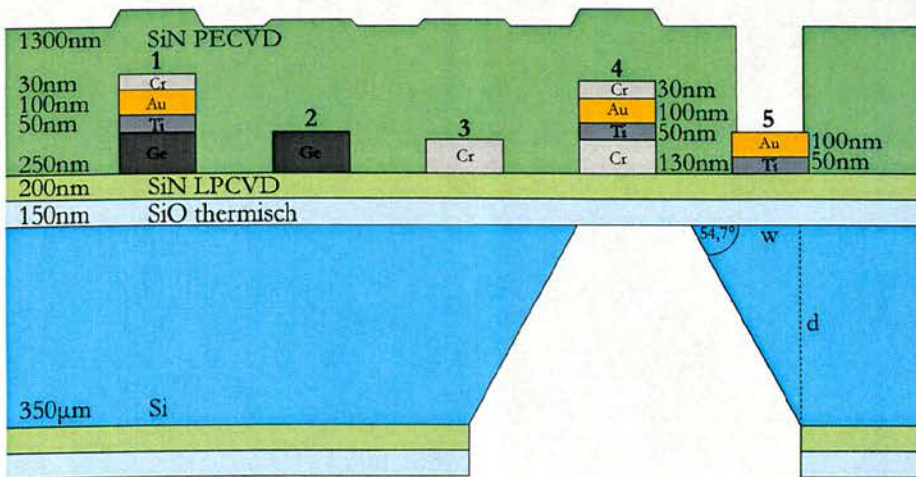 1300nm SiN PECVD
1
30nm Cr
100nm Au
50nm Ti
Ge
250nm
2
Ge
3
Cr
4
Cr 30nm
Au 100nm
Ti 50nm
Cr 130nm
5
Au 100nm
Ti 50nm
200nm SiN LPCVD
150nm SiO thermisch
54,7° w
d
350µm Si